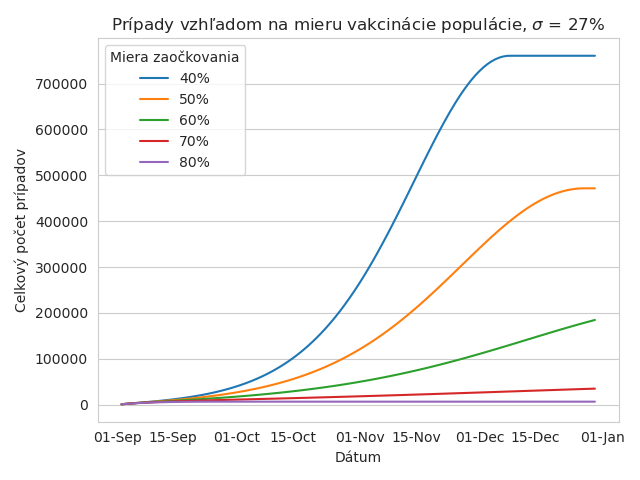 Prípady vzhľadom na mieru vakcinácie populácie, σ = 27%
Miera zaočkovania
40%
50%
60%
70%
80%
Celkový počet prípadov
700000
600000
500000
400000
300000
200000
100000
0
01-Sep 15-Sep 01-Oct 15-Oct 01-Nov 15-Nov 01-Dec 15-Dec 01-Jan
Dátum